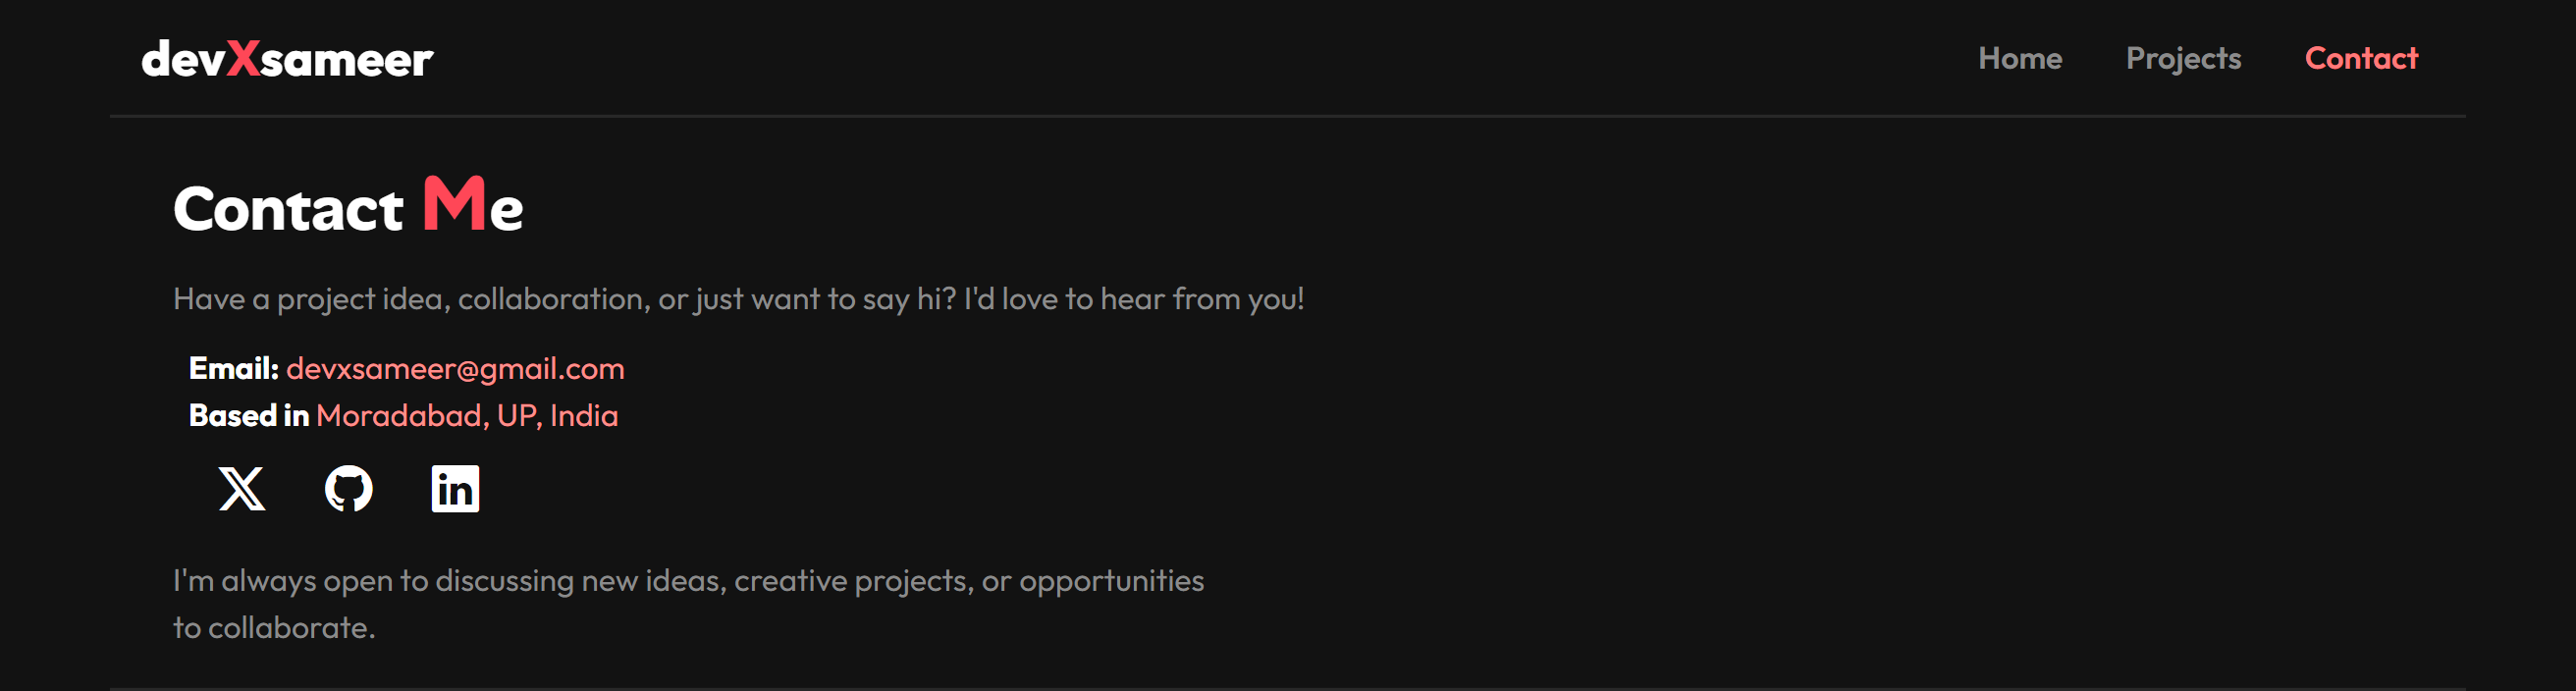 devXsameer
Home Projects Contact
Contact Me
Have a project idea, collaboration, or just want to say hi? I'd love to hear from you!
Email: devxsameer@gmail.com
Based in Moradabad, UP, India
I'm always open to discussing new ideas, creative projects, or opportunities
to collaborate.